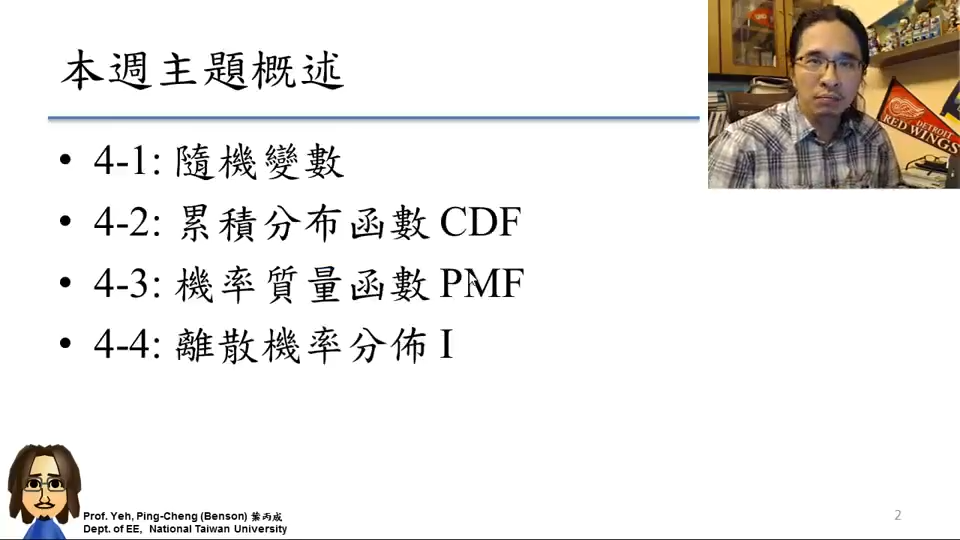 本週主題概述
• 4-1: 隨機變數
• 4-2: 累積分布函數 CDF
• 4-3: 機率質量函數 PMF
• 4-4: 離散機率分佈 I
DETROIT
RED WINGS
Prof. Yeh, Ping-Cheng (Benson) 葉丙成
Dept. of EE, National Taiwan University
2